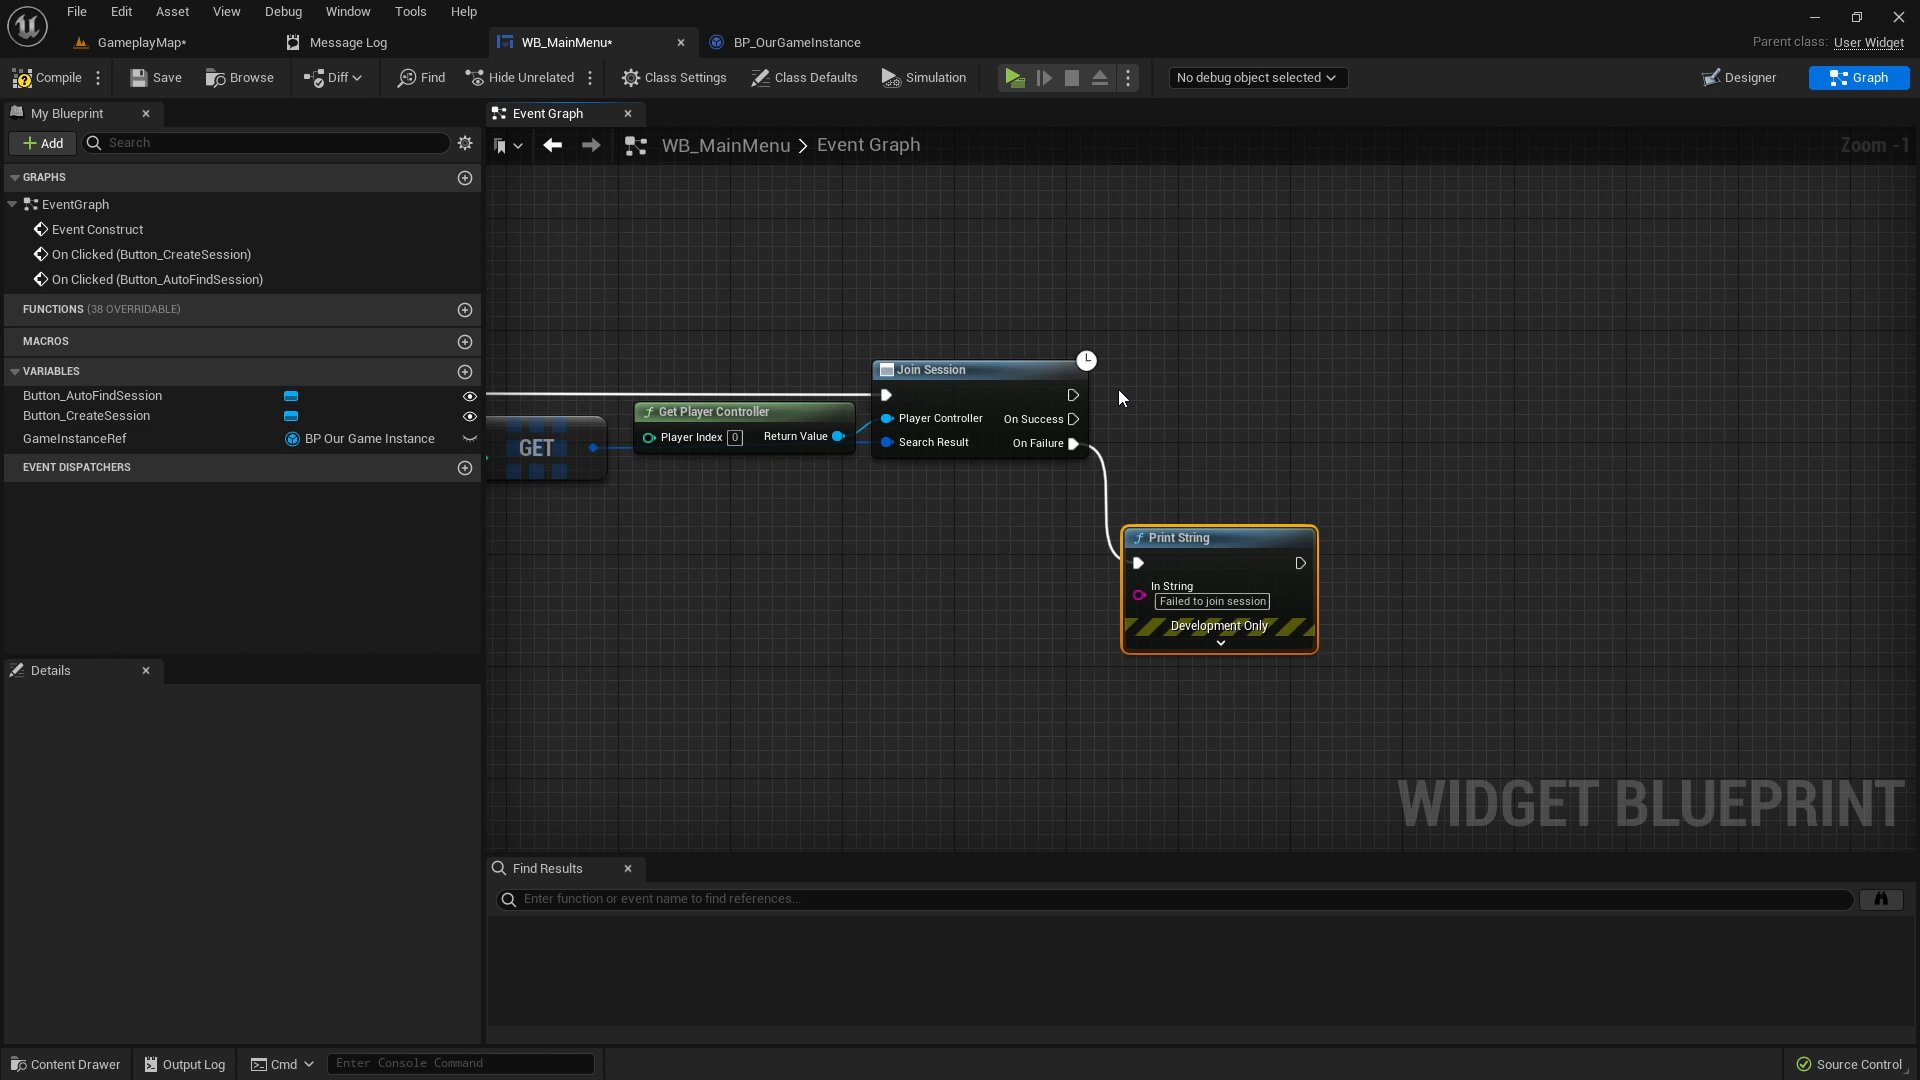 File Edit Asset View Debug Window Tools Help
GameplayMap* Message Log WB_MainMenu* BP_OurGameInstance Parent class: User Widget
Compile Save Browse Diff Find Hide Unrelated Class Settings Class Defaults Simulation No debug object selected Designer Graph
My Blueprint
Event Graph
Add Search
WB_MainMenu > Event Graph Zoom -1
GRAPHS
EventGraph
Event Construct
On Clicked (Button_CreateSession)
On Clicked (Button_AutoFindSession)
FUNCTIONS (38 OVERRIDABLE)
MACROS
VARIABLES
Button_AutoFindSession
Button_CreateSession
GameInstanceRef BP Our Game Instance
EVENT DISPATCHERS
Details
GET
f Get Player Controller
Player Index 0 Return Value
Join Session
Player Controller On Success
Search Result On Failure
f Print String
In String
Failed to join session
Development Only
WIDGET BLUEPRINT
Find Results
Enter function or event name to find references...
Content Drawer Output Log Cmd Enter Console Command Source Control